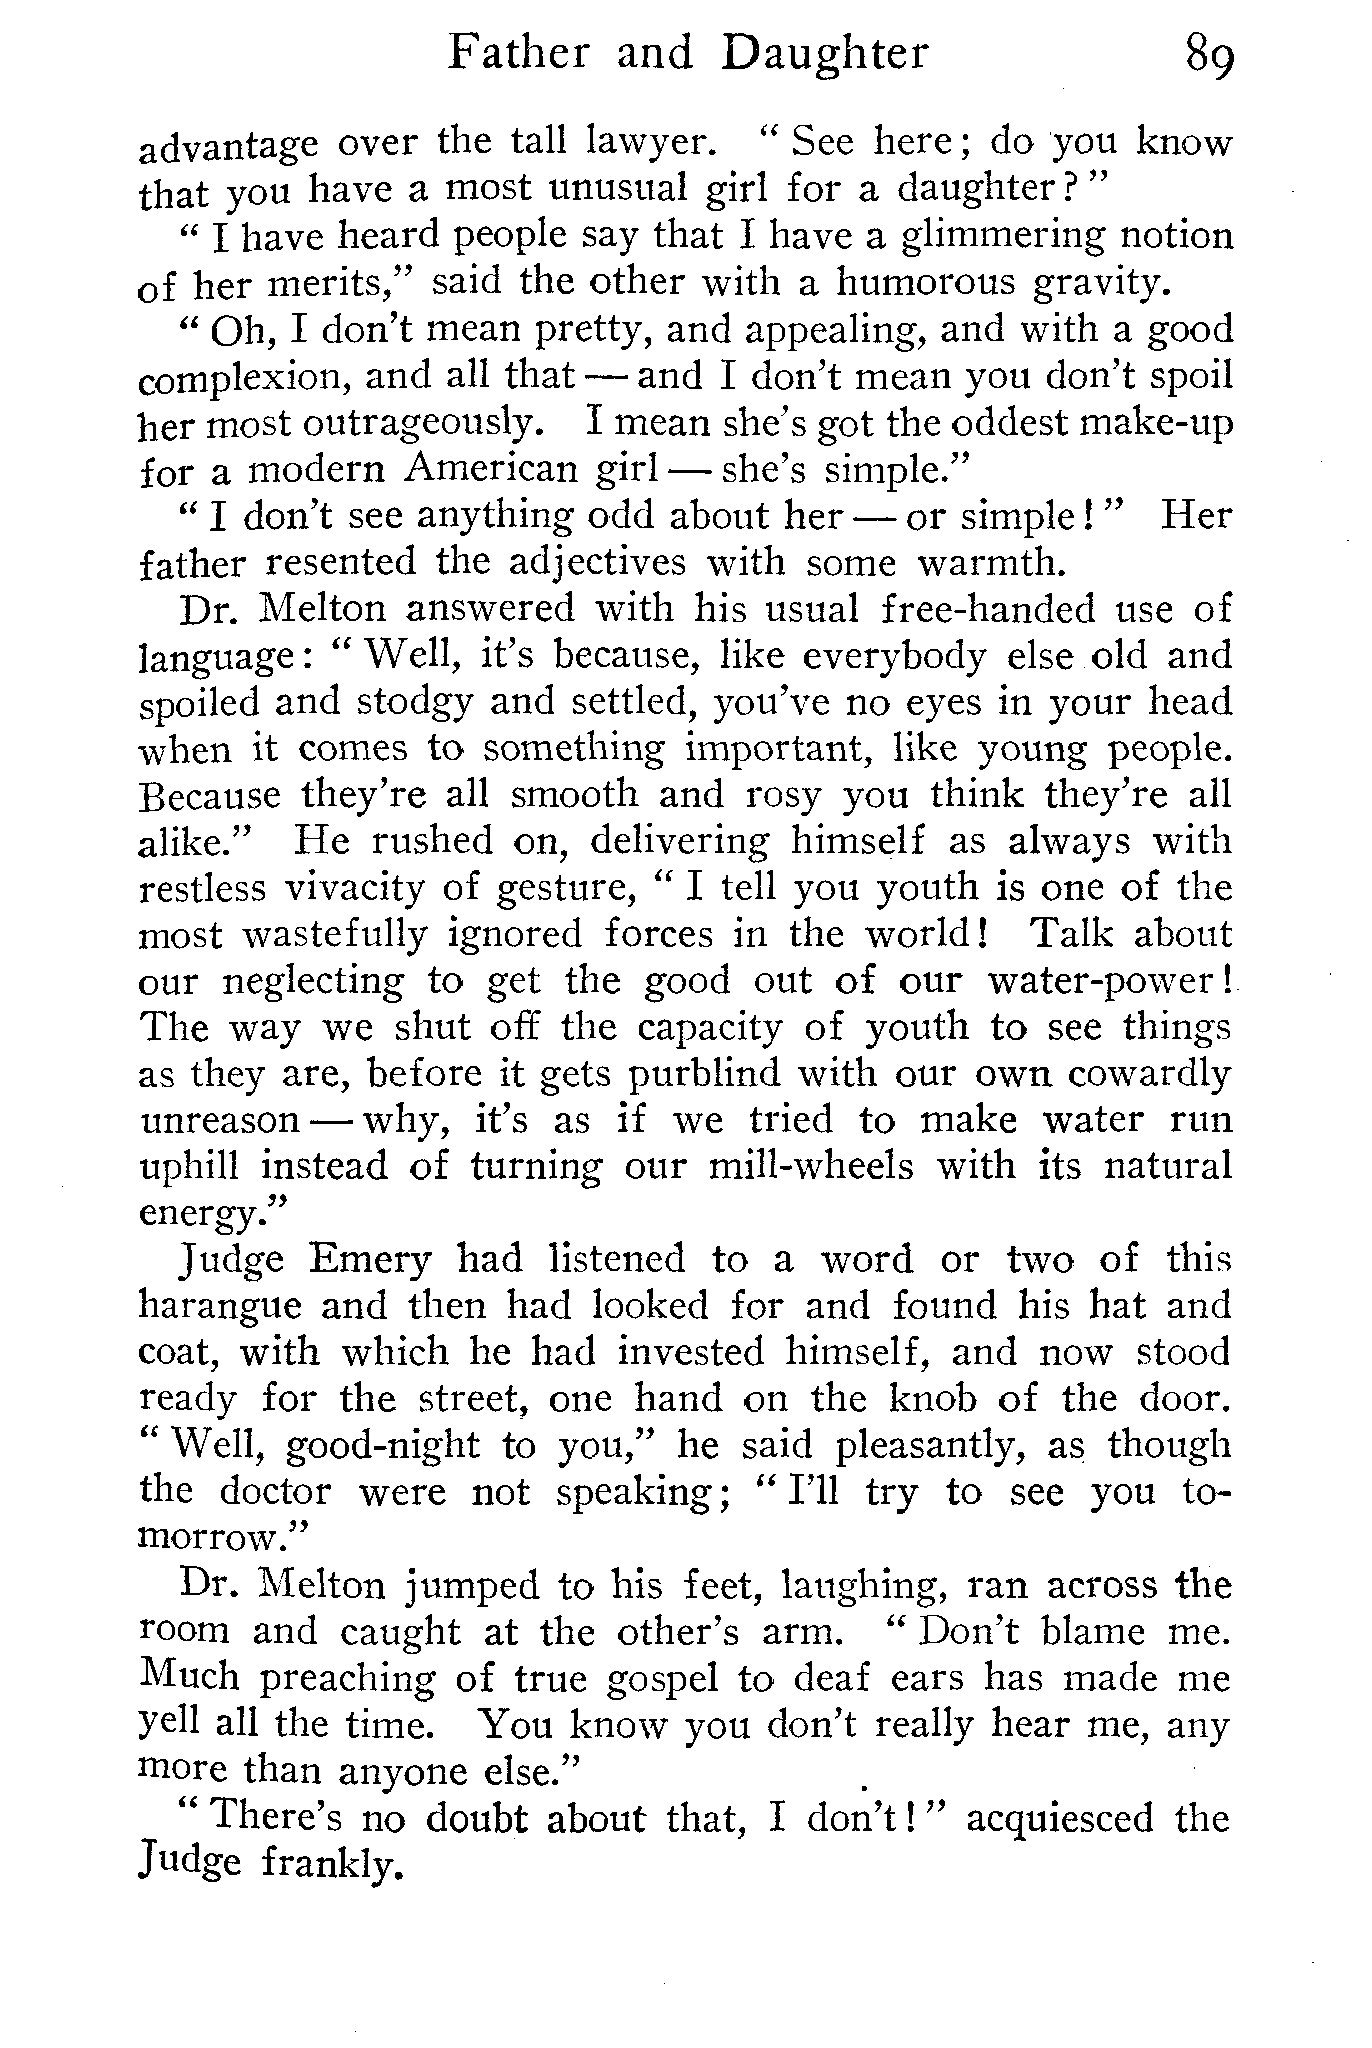 Father and Daughter 89
advantage over the tall lawyer. “ See here ; do you know
that you have a most unusual girl for a daughter ? ”
“ I have heard people say that I have a glimmering notion
of her merits,” said the other with a humorous gravity.
“ Oh, I don’t mean pretty, and appealing, and with a good
complexion, and all that — and I don’t mean you don’t spoil
her most outrageously. I mean she’s got the oddest make-up
for a modern American girl — she’s simple.”
“ I don’t see anything odd about her — or simple ! ” Her
father resented the adjectives with some warmth.
Dr. Melton answered with his usual free-handed use of
language : “ Well, it’s because, like everybody else old and
spoiled and stodgy and settled, you’ve no eyes in your head
when it comes to something important, like young people.
Because they’re all smooth and rosy you think they’re all
alike.” He rushed on, delivering himself as always with
restless vivacity of gesture, “ I tell you youth is one of the
most wastefully ignored forces in the world ! Talk about
our neglecting to get the good out of our water-power !
The way we shut off the capacity of youth to see things
as they are, before it gets purblind with our own cowardly
unreason — why, it’s as if we tried to make water run
uphill instead of turning our mill-wheels with its natural
energy.”
Judge Emery had listened to a word or two of this
harangue and then had looked for and found his hat and
coat, with which he had invested himself, and now stood
ready for the street, one hand on the knob of the door.
“ Well, good-night to you,” he said pleasantly, as though
the doctor were not speaking ; “ I’ll try to see you to-
morrow.”
Dr. Melton jumped to his feet, laughing, ran across the
room and caught at the other’s arm. “ Don’t blame me.
Much preaching of true gospel to deaf ears has made me
yell all the time. You know you don’t really hear me, any
more than anyone else.”
“ There’s no doubt about that, I don’t ! ” acquiesced the
Judge frankly.